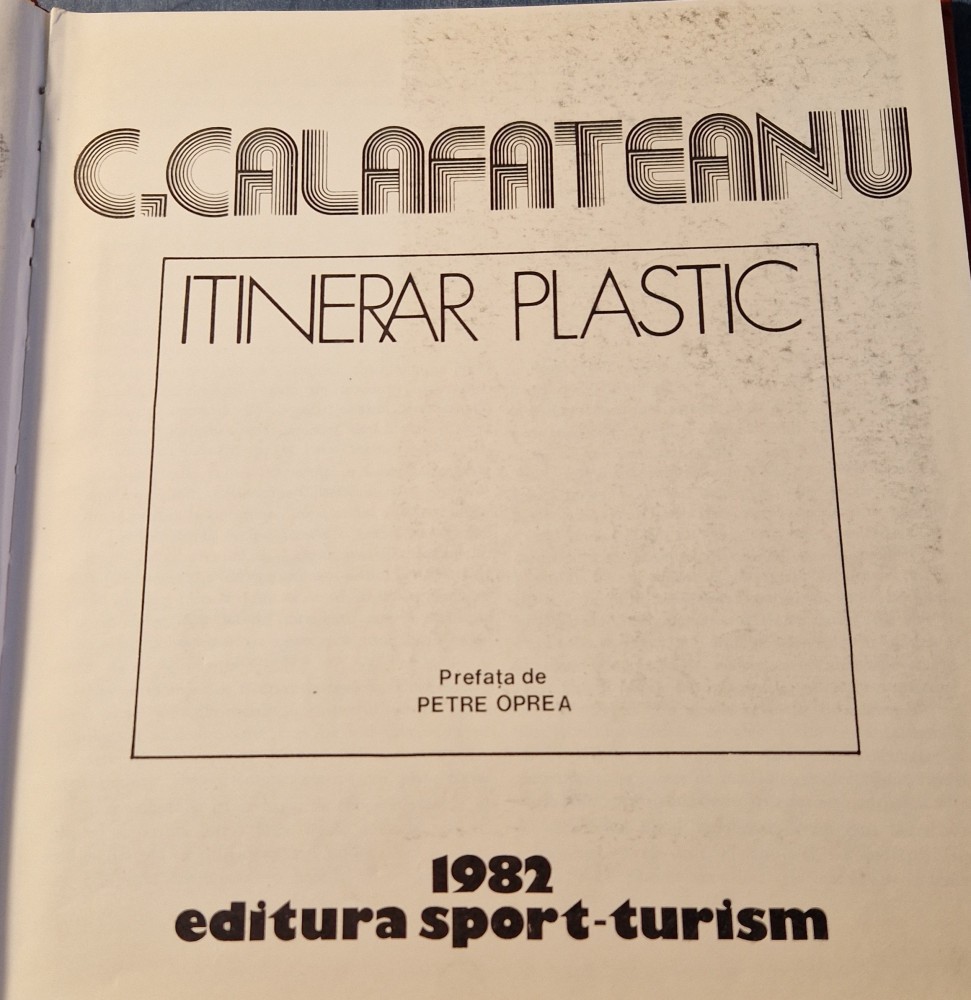 C.CALAFATEANU
ITINERAR PLASTIC
Prefața de
PETRE OPREA
1982
editura sport-turism